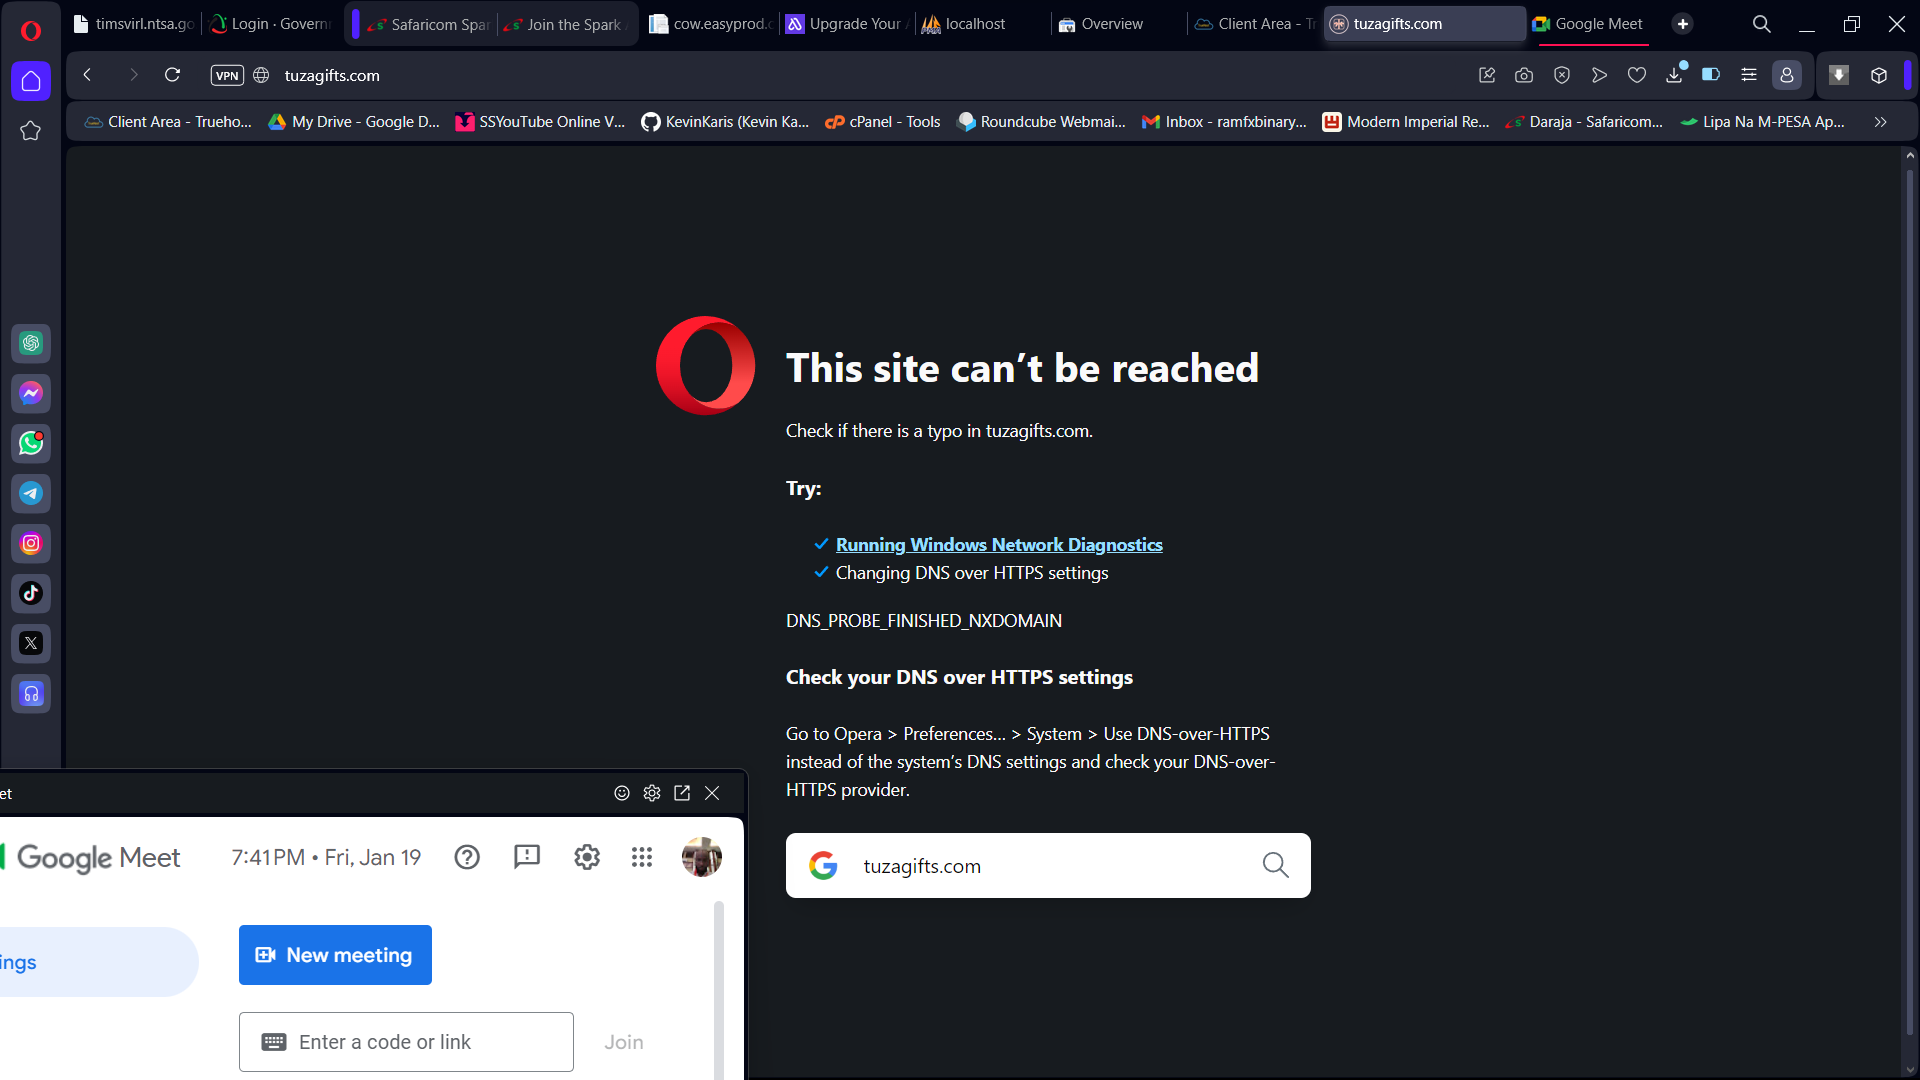 timsvirl.ntsa.go
Login · Governm
Safaricom Spar
Join the Spark A
cow.easyprod.c
Upgrade Your A
localhost
Overview
Client Area - Tr
tuzagifts.com
Google Meet
VPN
tuzagifts.com
Client Area - Trueho...
My Drive - Google D...
SSYouTube Online V...
KevinKaris (Kevin Ka...
cPanel - Tools
Roundcube Webmai...
Inbox - ramfxbinary...
Modern Imperial Re...
Daraja - Safaricom...
Lipa Na M-PESA Ap...
This site can’t be reached
Check if there is a typo in tuzagifts.com.
Try:
Running Windows Network Diagnostics
Changing DNS over HTTPS settings
DNS_PROBE_FINISHED_NXDOMAIN
Check your DNS over HTTPS settings
Go to Opera > Preferences... > System > Use DNS-over-HTTPS
instead of the system’s DNS settings and check your DNS-over-
HTTPS provider.
tuzagifts.com
et
Google Meet
7:41 PM • Fri, Jan 19
ings
New meeting
Enter a code or link
Join